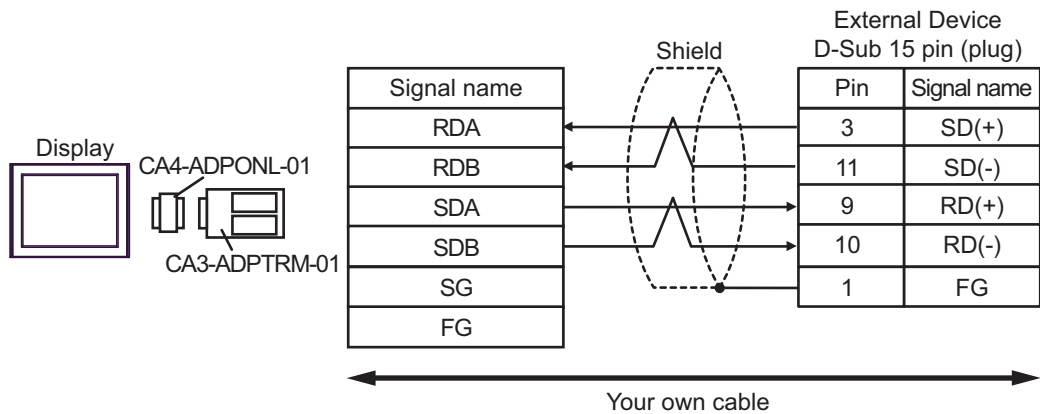 External Device
D-Sub 15 pin (plug)
Shield
Signal name
Pin
Signal name
RDA
3
SD(+)
Display
CA4-ADPONL-01
RDB
11
SD(-)
SDA
9
RD(+)
SDB
10
RD(-)
CA3-ADPTRM-01
SG
1
FG
FG
Your own cable